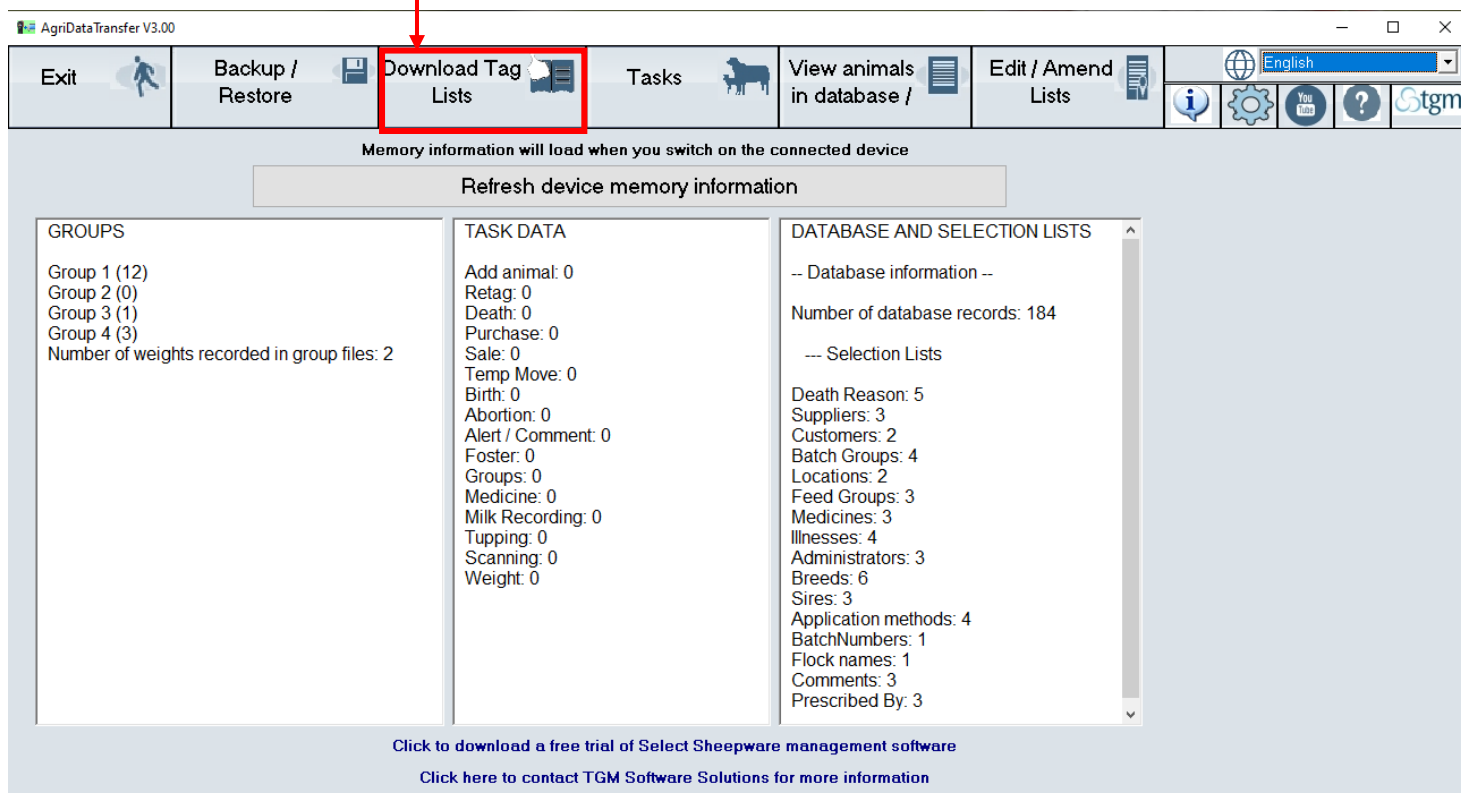 AgriDataTransfer V3.00
Exit
Backup /
Restore
Download Tag
Lists
Tasks
View animals
in database /
Edit / Amend
Lists
English
You
Tube
tgm
Memory information will load when you switch on the connected device
Refresh device memory information
GROUPS
Group 1 (12)
Group 2 (0)
Group 3 (1)
Group 4 (3)
Number of weights recorded in group files: 2
TASK DATA
Add animal: 0
Retag: 0
Death: 0
Purchase: 0
Sale: 0
Temp Move: 0
Birth: 0
Abortion: 0
Alert / Comment: 0
Foster: 0
Groups: 0
Medicine: 0
Milk Recording: 0
Tupping: 0
Scanning: 0
Weight: 0
DATABASE AND SELECTION LISTS
-- Database information --
Number of database records: 184
--- Selection Lists
Death Reason: 5
Suppliers: 3
Customers: 2
Batch Groups: 4
Locations: 2
Feed Groups: 3
Medicines: 3
Illnesses: 4
Administrators: 3
Breeds: 6
Sires: 3
Application methods: 4
BatchNumbers: 1
Flock names: 1
Comments: 3
Prescribed By: 3
Click to download a free trial of Select Sheepware management software
Click here to contact TGM Software Solutions for more information